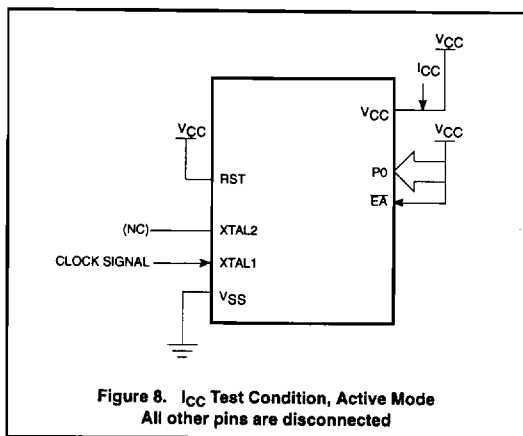 VCC
ICC
VCC
VCC
VCC
P0
RST
EA
(NC)
XTAL2
CLOCK SIGNAL
XTAL1
VSS
Figure 8. ICC Test Condition, Active Mode
All other pins are disconnected